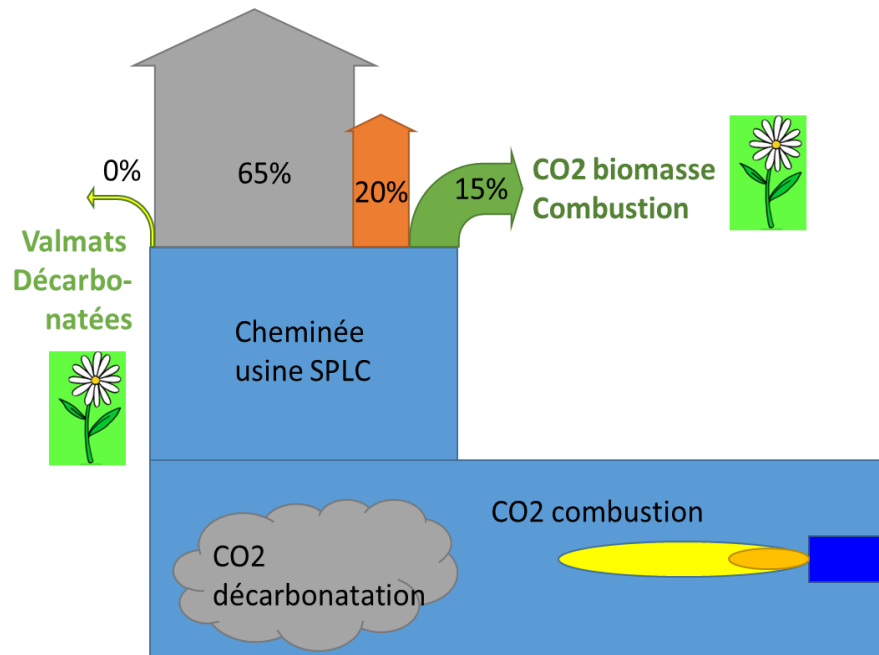 0%
65%
20%
15%
CO2 biomasse
Combustion
Valmats
Décarbo-
natées
Cheminée
usine SPLC
CO2 combustion
CO2
décarbonatation